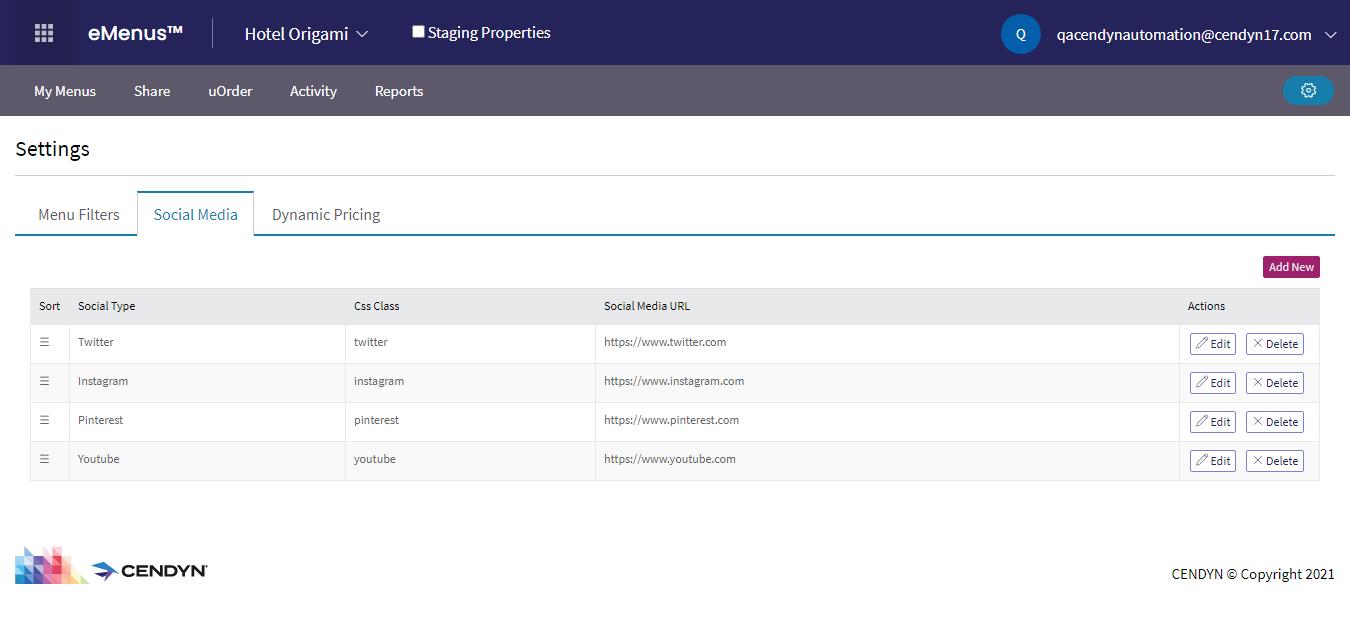 eMenus™ Hotel Origami Staging Properties Q qacendynautomation@cendyn17.com
My Menus Share uOrder Activity Reports
Settings
Menu Filters Social Media Dynamic Pricing
Add New
Sort Social Type Css Class Social Media URL Actions
Twitter twitter https://www.twitter.com Edit Delete
Instagram instagram https://www.instagram.com Edit Delete
Pinterest pinterest https://www.pinterest.com Edit Delete
Youtube youtube https://www.youtube.com Edit Delete
CENDYN
CENDYN © Copyright 2021